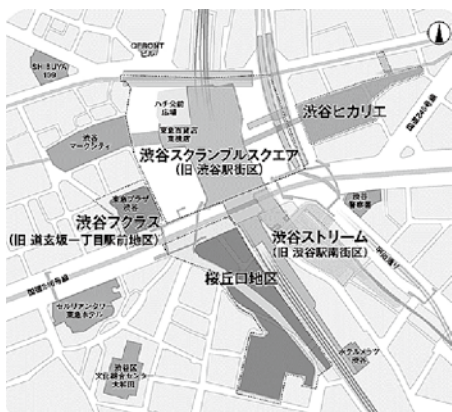 QFRONT
ビル
SHIBUYA
109
ハチ公前
広場
渋谷ヒカリエ
国道246号線
渋谷
マークシティ
東急百貨店
東横店
渋谷スクランブルスクエア
(旧 渋谷駅街区)
東急プラザ
渋谷
渋谷
警察署
渋谷フクラス
(旧 道玄坂一丁目駅前地区)
渋谷ストリーム
(旧 渋谷駅南街区)
明治通り
桜丘口地区
国道246号線
セルリアンタワー
東急ホテル
ホテルメッツ
渋谷
渋谷区
文化総合センター
大和田